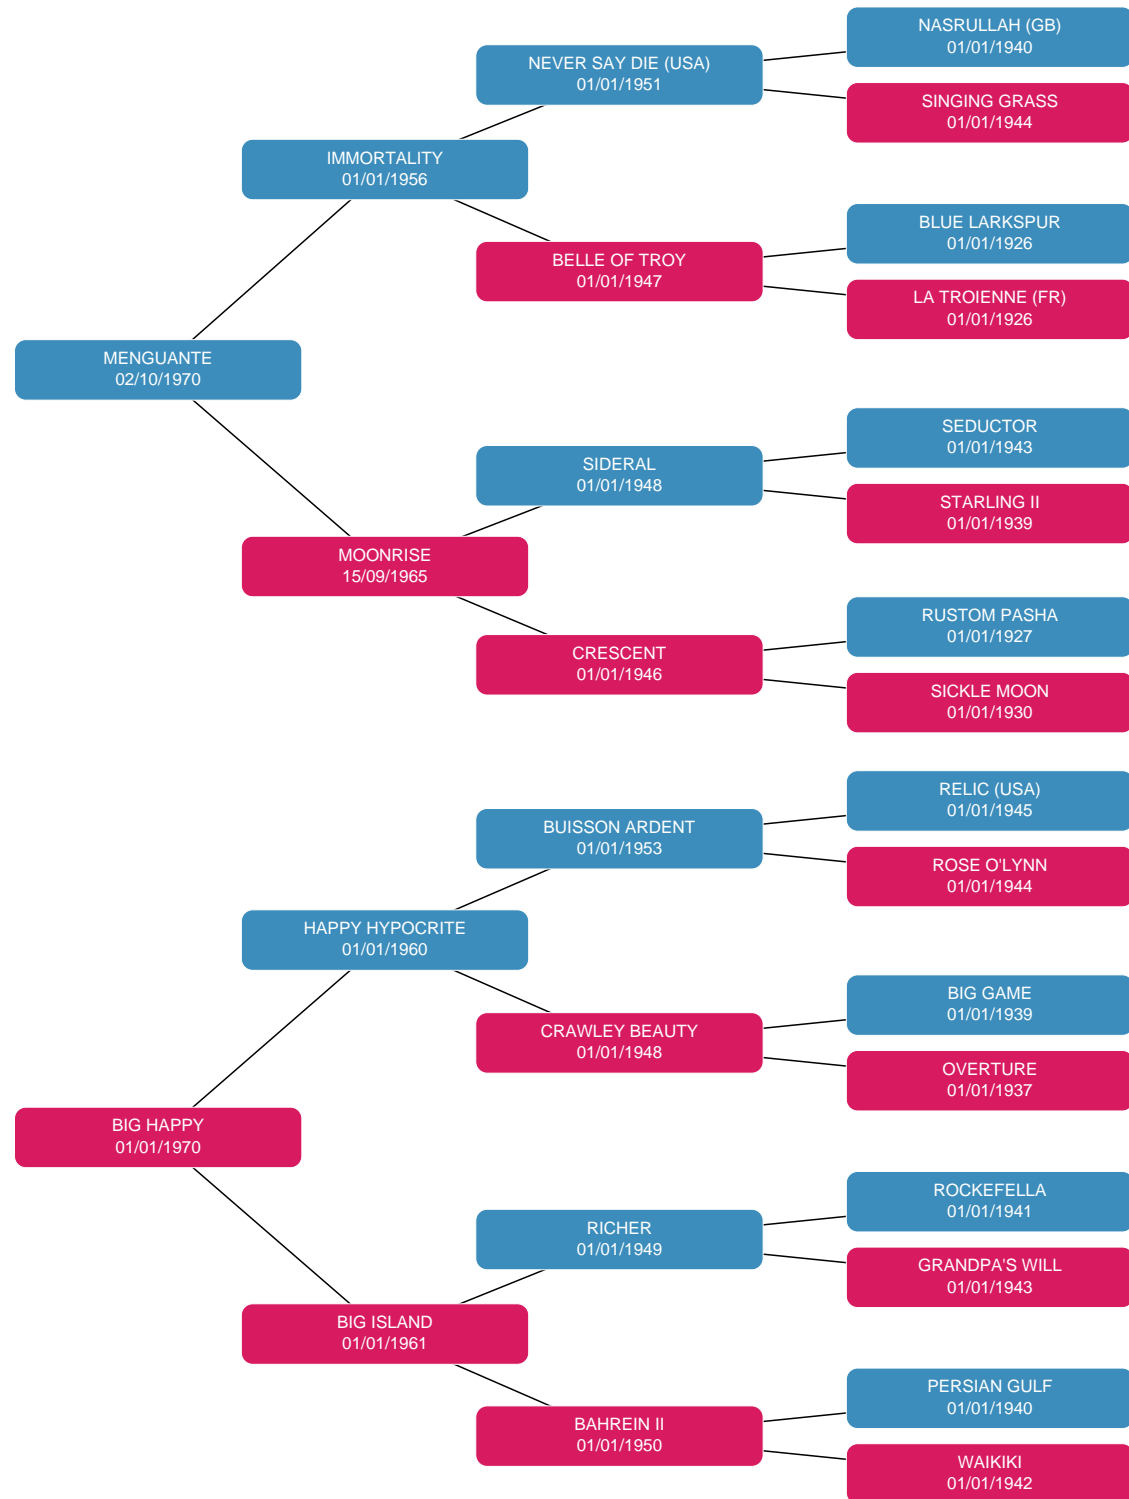 NASRULLAH (GB)
01/01/1940
NEVER SAY DIE (USA)
01/01/1951
SINGING GRASS
01/01/1944
IMMORTALITY
01/01/1956
BLUE LARKSPUR
01/01/1926
BELLE OF TROY
01/01/1947
LA TROIENNE (FR)
01/01/1926
MENGUANTE
02/10/1970
SEDUCTOR
01/01/1943
SIDERAL
01/01/1948
STARLING II
01/01/1939
MOONRISE
15/09/1965
RUSTOM PASHA
01/01/1927
CRESCENT
01/01/1946
SICKLE MOON
01/01/1930
RELIC (USA)
01/01/1945
BUISSON ARDENT
01/01/1953
ROSE O'LYNN
01/01/1944
HAPPY HYPOCRITE
01/01/1960
BIG GAME
01/01/1939
CRAWLEY BEAUTY
01/01/1948
OVERTURE
01/01/1937
BIG HAPPY
01/01/1970
ROCKEFELLA
01/01/1941
RICHER
01/01/1949
GRANDPA'S WILL
01/01/1943
BIG ISLAND
01/01/1961
PERSIAN GULF
01/01/1940
BAHREIN II
01/01/1950
WAIKIKI
01/01/1942